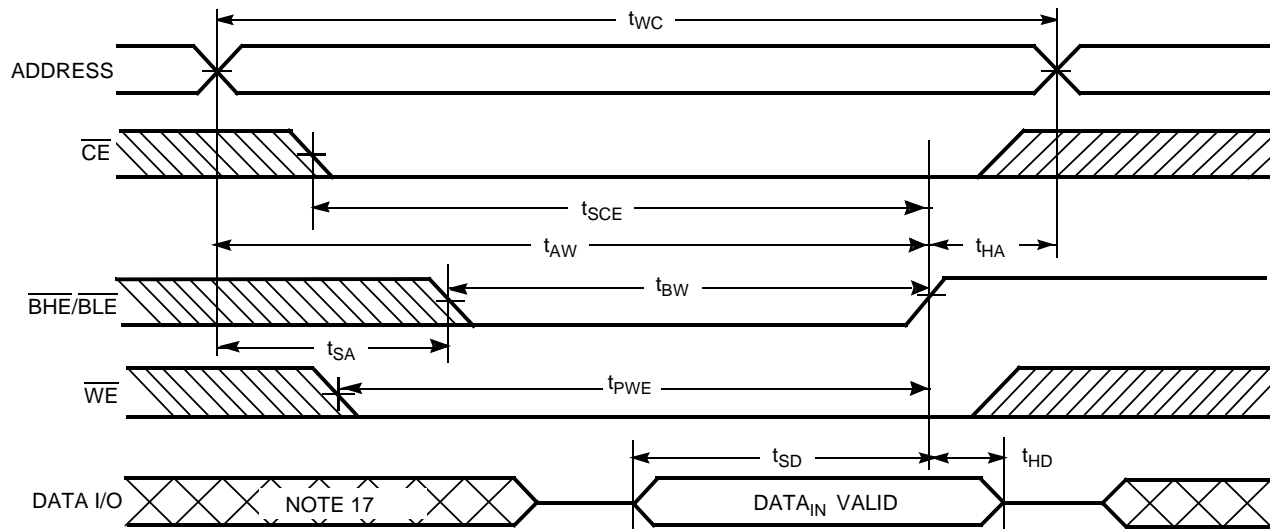 tWC
ADDRESS
CE
tSCE
tAW
tHA
BHE/BLE
tBW
tSA
WE
tPWE
tSD
tHD
DATA I/O
NOTE 17
DATAIN VALID